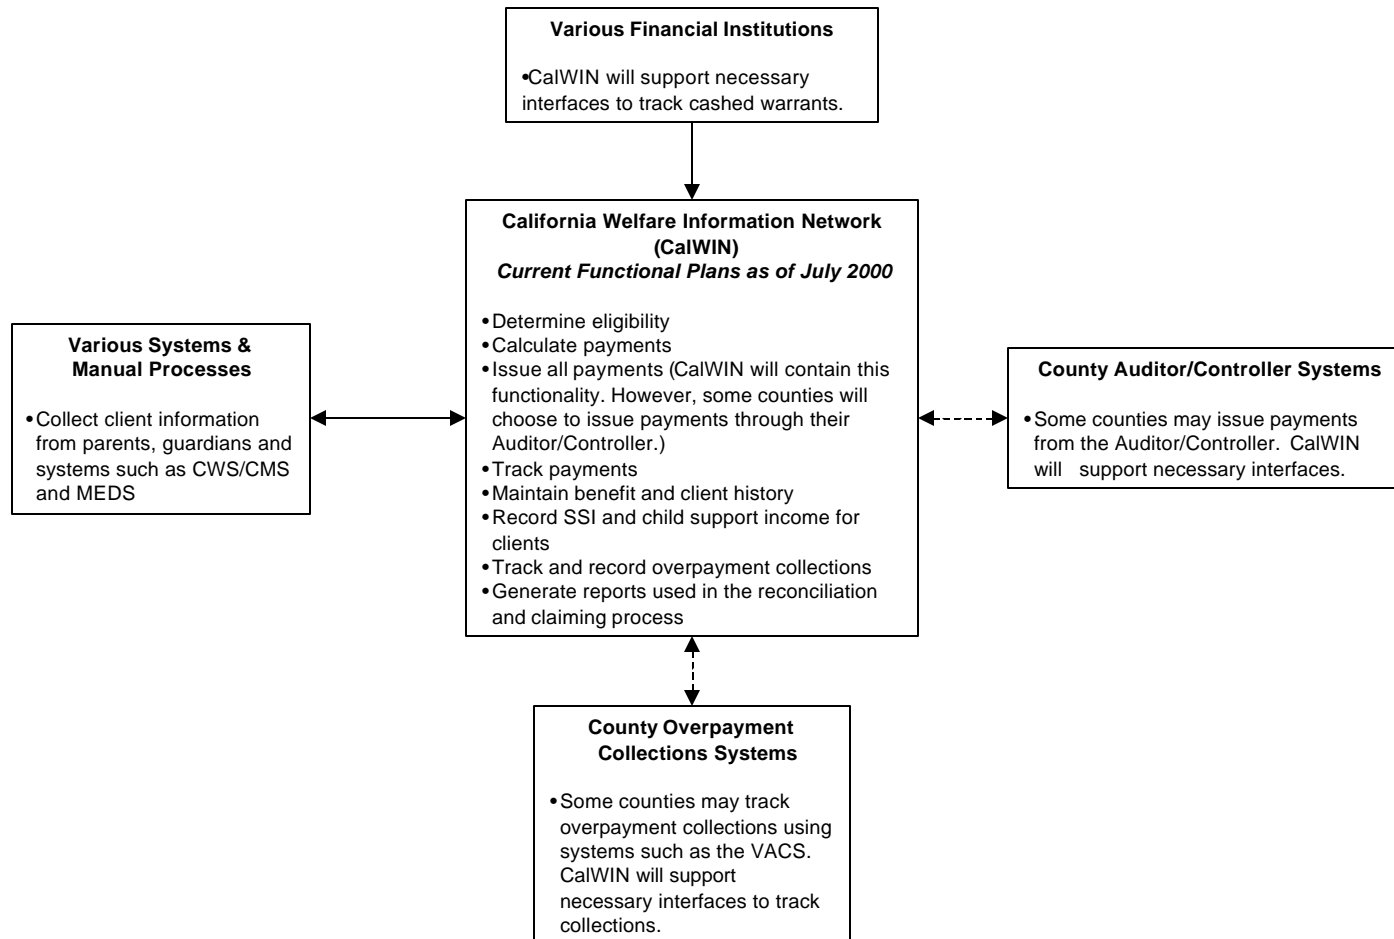 Various Financial Institutions
•CalWIN will support necessary
interfaces to track cashed warrants.
California Welfare Information Network
(CalWIN)
Current Functional Plans as of July 2000
• Determine eligibility
• Calculate payments
• Issue all payments (CalWIN will contain this
functionality. However, some counties will
choose to issue payments through their
Auditor/Controller.)
• Track payments
• Maintain benefit and client history
• Record SSI and child support income for
clients
• Track and record overpayment collections
• Generate reports used in the reconciliation
and claiming process
Various Systems &
Manual Processes
• Collect client information
from parents, guardians and
systems such as CWS/CMS
and MEDS
County Auditor/Controller Systems
• Some counties may issue payments
from the Auditor/Controller. CalWIN
will support necessary interfaces.
County Overpayment
Collections Systems
• Some counties may track
overpayment collections using
systems such as the VACS.
CalWIN will support
necessary interfaces to track
collections.